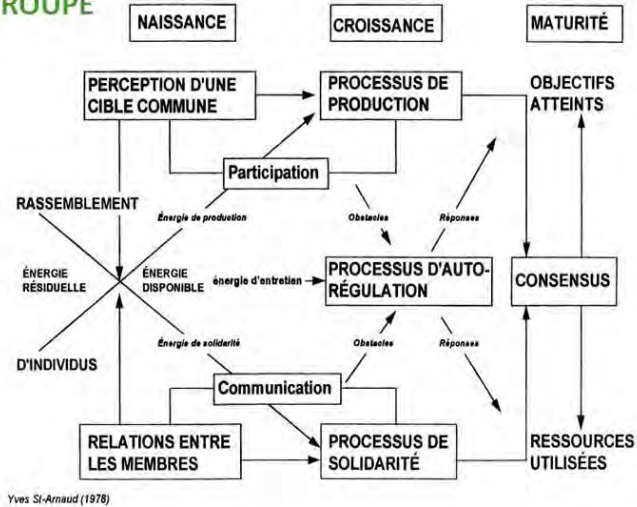 ROUPE
NAISSANCE
CROISSANCE
MATURITÉ
PERCEPTION D'UNE
CIBLE COMMUNE
PROCESSUS DE
PRODUCTION
OBJECTIFS
ATTEINTS
Participation
RASSEMBLEMENT
Énergie de production
Obstacles
Réponses
ÉNERGIE
RÉSIDUELLE
ÉNERGIE
DISPONIBLE
énergie d'entretien
PROCESSUS D'AUTO-
RÉGULATION
CONSENSUS
Énergie de solidarité
Obstacles
Réponses
D'INDIVIDUS
Communication
RELATIONS ENTRE
LES MEMBRES
PROCESSUS DE
SOLIDARITÉ
RESSOURCES
UTILISÉES
Yves St-Arnaud (1978)